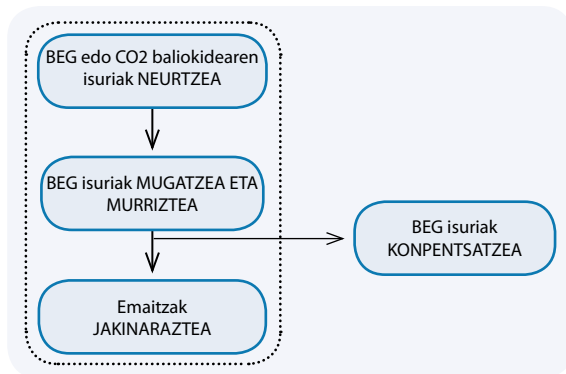 BEG edo CO2 baliokidearen
isuriak NEURTZEA
BEG isuriak MUGATZEA ETA
MURRIZTEA
BEG isuriak
KONPENTSATZEA
Emaitzak
JAKINARAZTEA